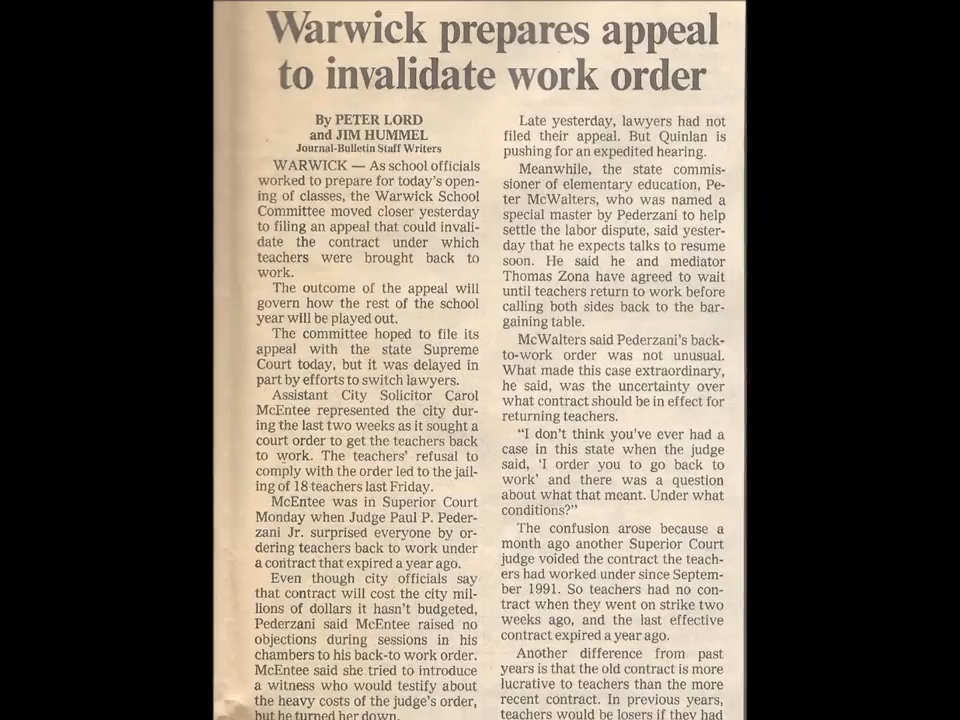 Warwick prepares appeal
to invalidate work order
By PETER LORD
and JIM HUMMEL
Journal-Bulletin Staff Writers
WARWICK — As school officials
worked to prepare for today's open-
ing of classes, the Warwick School
Committee moved closer yesterday
to filing an appeal that could invali-
date the contract under which
teachers were brought back to
work.
The outcome of the appeal will
govern how the rest of the school
year will be played out.
The committee hoped to file its
appeal with the state Supreme
Court today, but it was delayed in
part by efforts to switch lawyers.
Assistant City Solicitor Carol
McEntee represented the city dur-
ing the last two weeks as it sought a
court order to get the teachers back
to work. The teachers' refusal to
comply with the order led to the jail-
ing of 18 teachers last Friday.
McEntee was in Superior Court
Monday when Judge Paul P. Peder-
zani Jr. surprised everyone by or-
dering teachers back to work under
a contract that expired a year ago.
Even though city officials say
that contract will cost the city mil-
lions of dollars it hasn't budgeted,
Pederzani said McEntee raised no
objections during sessions in his
chambers to his back-to work order.
McEntee said she tried to introduce
a witness who would testify about
the heavy costs of the judge's order,
but he turned her down.
Late yesterday, lawyers had not
filed their appeal. But Quinlan is
pushing for an expedited hearing.
Meanwhile, the state commis-
sioner of elementary education, Pe-
ter McWalters, who was named a
special master by Pederzani to help
settle the labor dispute, said yester-
day that he expects talks to resume
soon. He said he and mediator
Thomas Zona have agreed to wait
until teachers return to work before
calling both sides back to the bar-
gaining table.
McWalters said Pederzani's back-
to-work order was not unusual.
What made this case extraordinary,
he said, was the uncertainty over
what contract should be in effect for
returning teachers.
"I don't think you've ever had a
case in this state when the judge
said, 'I order you to go back to
work' and there was a question
about what that meant. Under what
conditions?"
The confusion arose because a
month ago another Superior Court
judge voided the contract the teach-
ers had worked under since Septem-
ber 1991. So teachers had no con-
tract when they went on strike two
weeks ago, and the last effective
contract expired a year ago.
Another difference from past
years is that the old contract is more
lucrative to teachers than the more
recent contract. In previous years,
teachers would be losers if they had